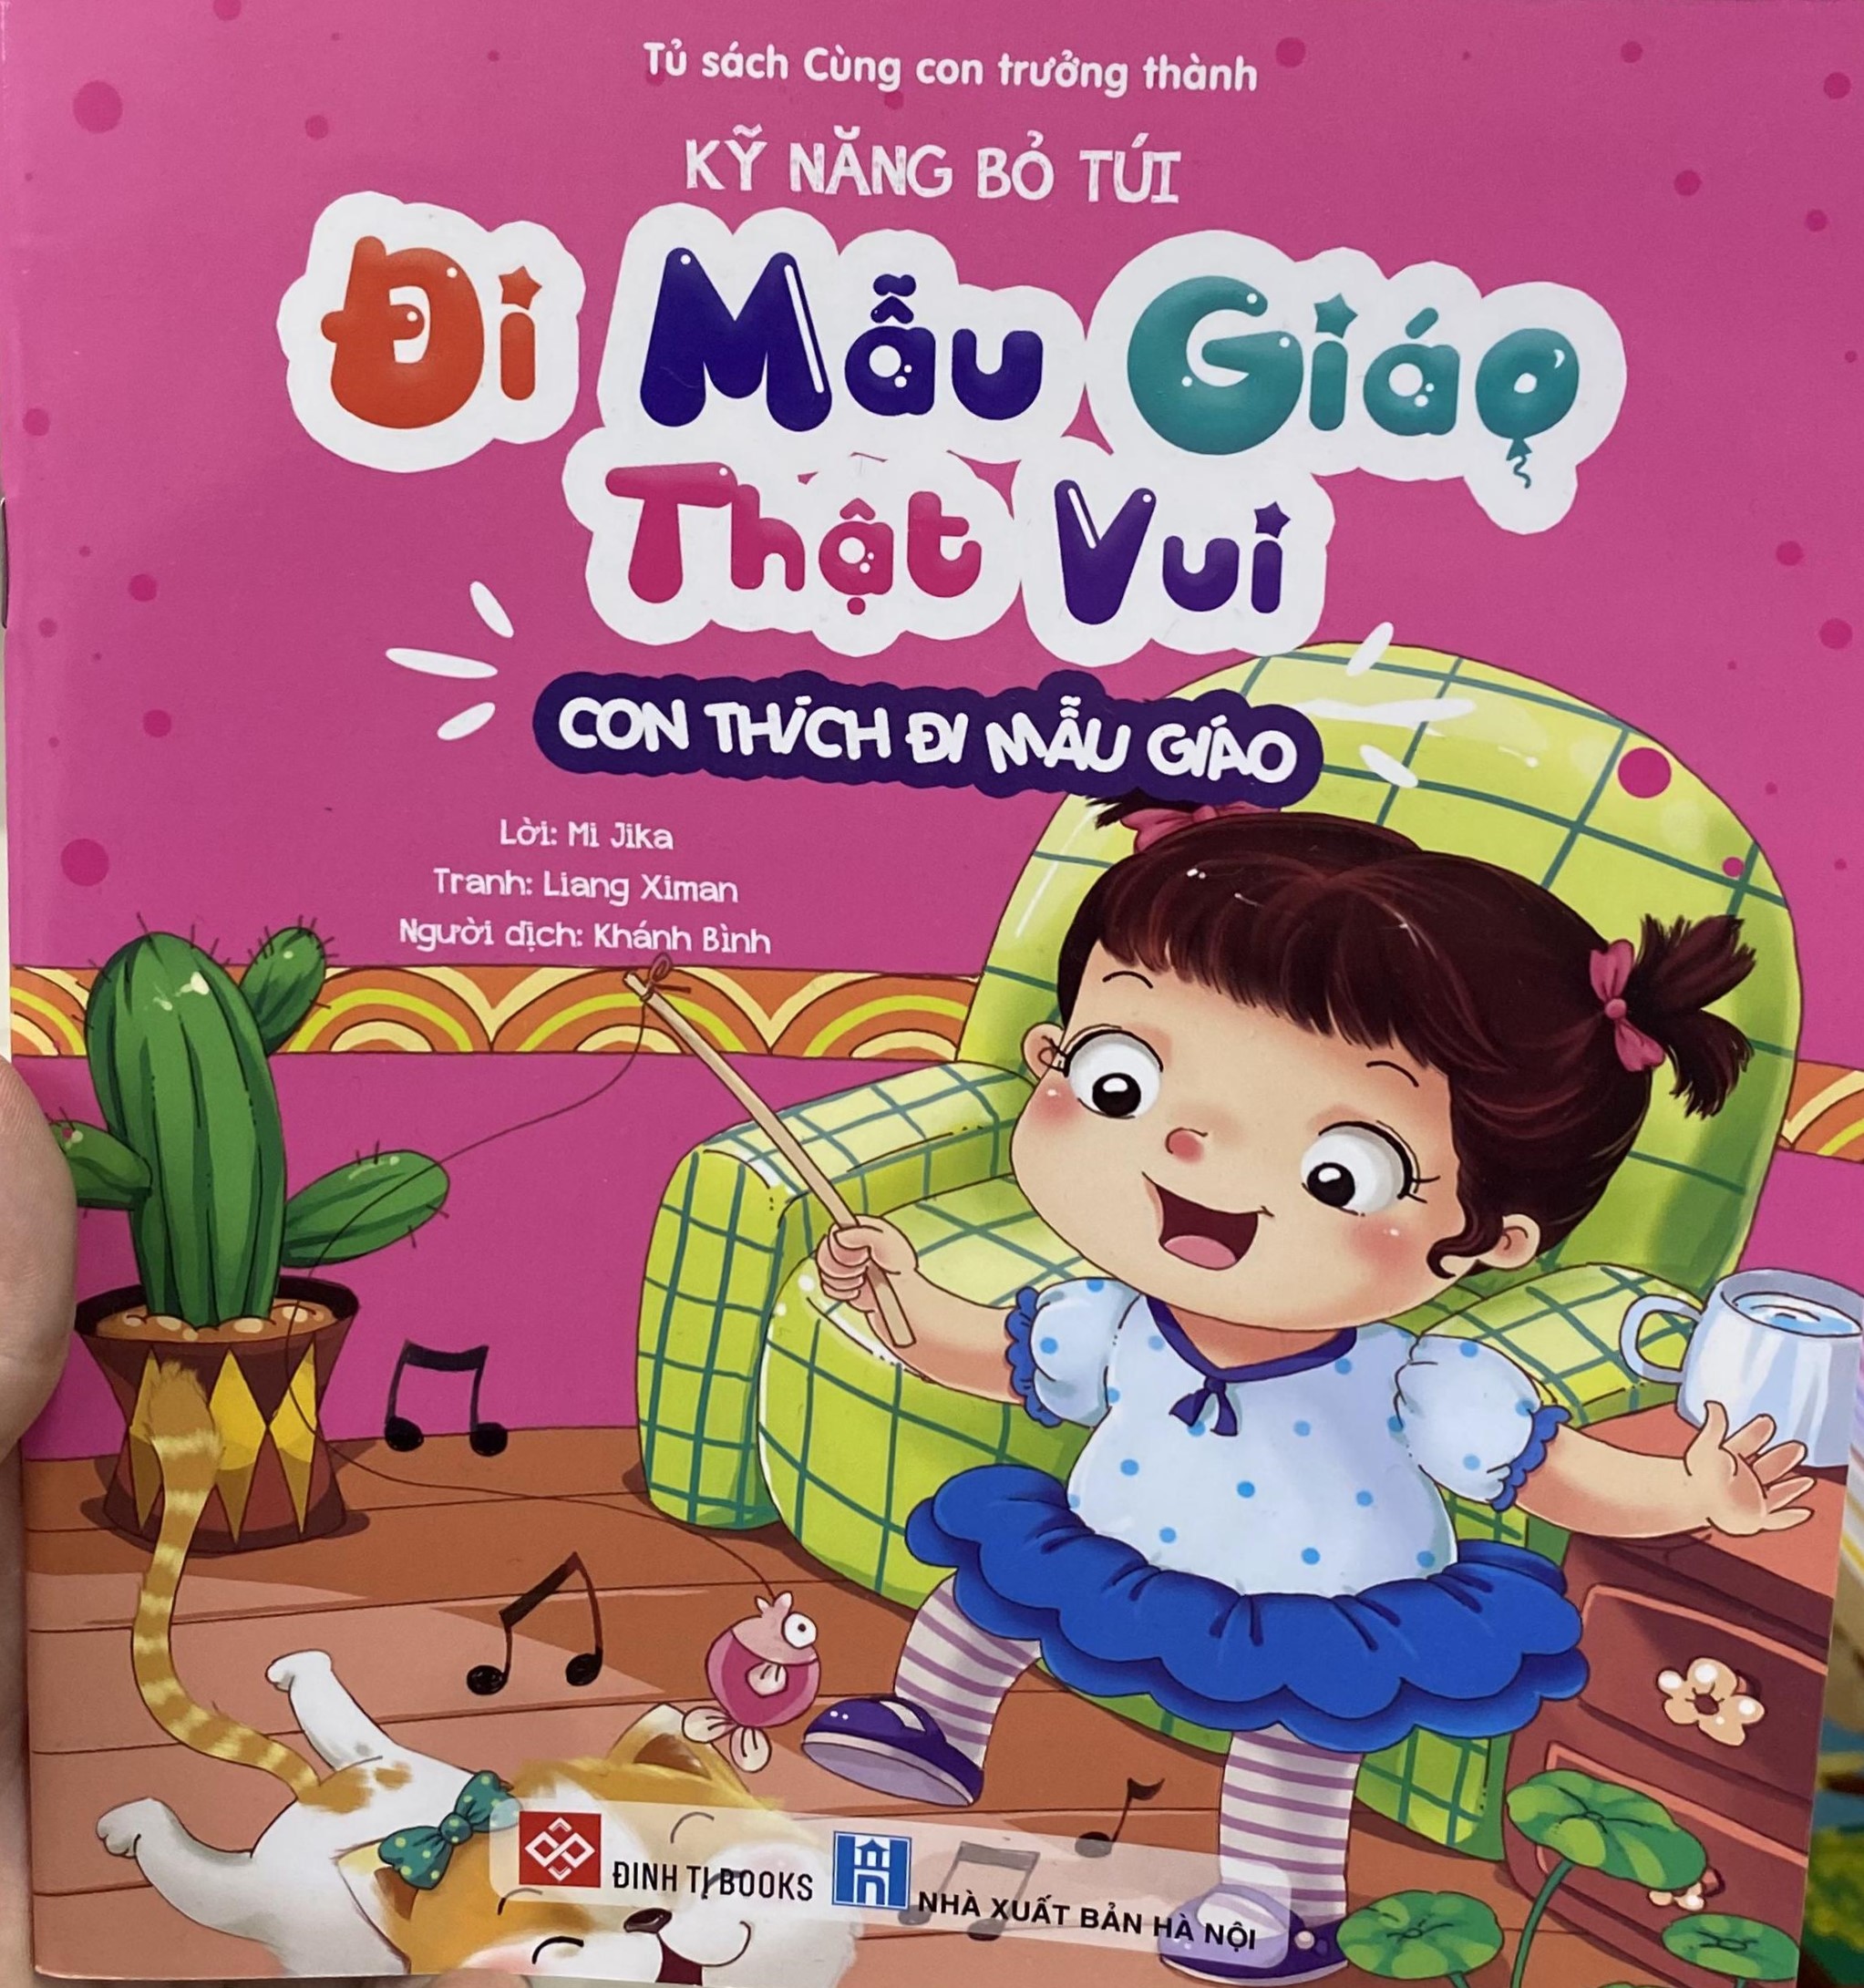 Tủ sách Cùng con trưởng thành
KỸ NĂNG BỎ TÚI
Đi Mẫu Giáo
Thật Vui
CON THÍCH ĐI MẪU GIÁO
Lời: Mi Jika
Tranh: Liang Ximan
Người dịch: Khánh Bình
ĐINH TỊ BOOKS
NHÀ XUẤT BẢN HÀ NỘI